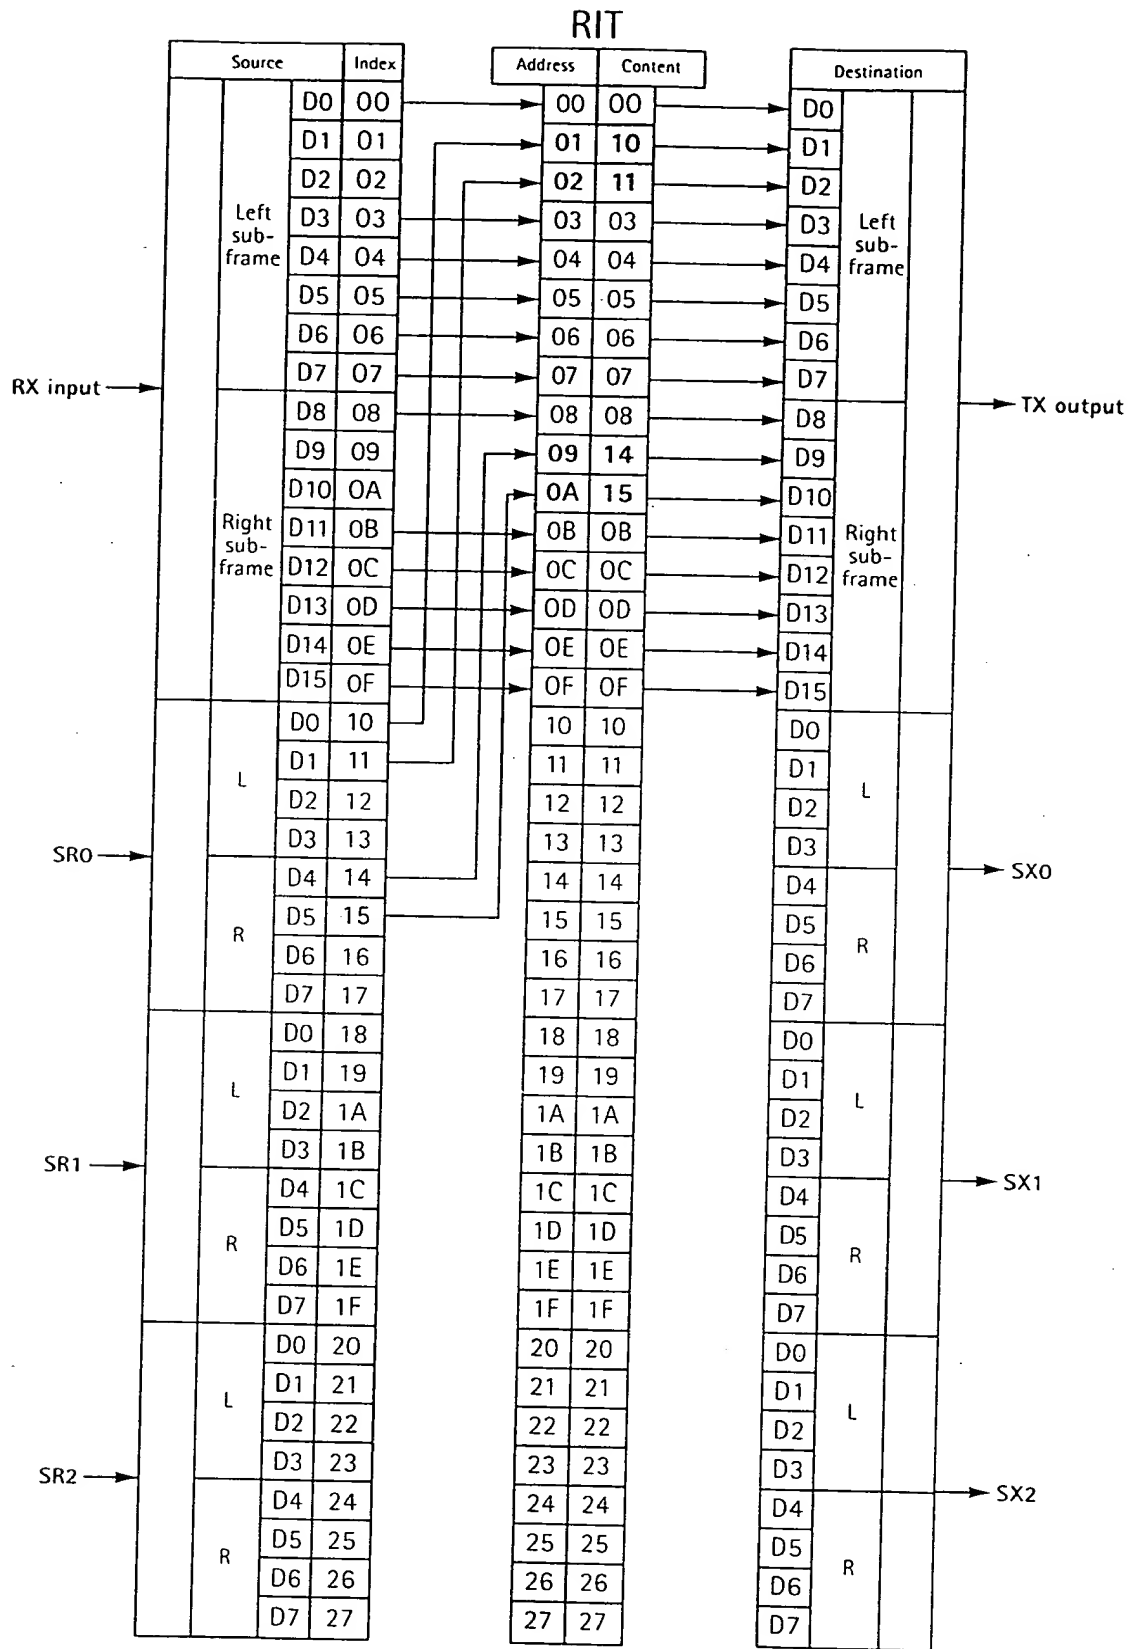 RIT
Source Index Address Content Destination
D0 00 00 00 D0
D1 01 01 10 D1
D2 02 02 11 D2
Left
sub-
frame
D3 03 03 03 D3
Left
sub-
frame
D4 04 04 04 D4
D5 05 05 05 D5
D6 06 06 06 D6
D7 07 07 07 D7
RX input
TX output
D8 08 08 08 D8
D9 09 09 14 D9
D10 0A 0A 15 D10
Right
sub-
frame
D11 0B 0B 0B D11
Right
sub-
frame
D12 0C 0C 0C D12
D13 0D 0D 0D D13
D14 0E 0E 0E D14
D15 0F 0F 0F D15
D0 10 10 10 D0
L D1 11 11 11 D1 L
D2 12 12 12 D2
D3 13 13 13 D3
SR0 SX0
D4 14 14 14 D4
R D5 15 15 15 D5 R
D6 16 16 16 D6
D7 17 17 17 D7
D0 18 18 18 D0
L D1 19 19 19 D1 L
D2 1A 1A 1A D2
D3 1B 1B 1B D3
SR1 SX1
D4 1C 1C 1C D4
R D5 1D 1D 1D D5 R
D6 1E 1E 1E D6
D7 1F 1F 1F D7
D0 20 20 20 D0
L D1 21 21 21 D1 L
D2 22 22 22 D2
D3 23 23 23 D3
SR2 SX2
D4 24 24 24 D4
R D5 25 25 25 D5 R
D6 26 26 26 D6
D7 27 27 27 D7